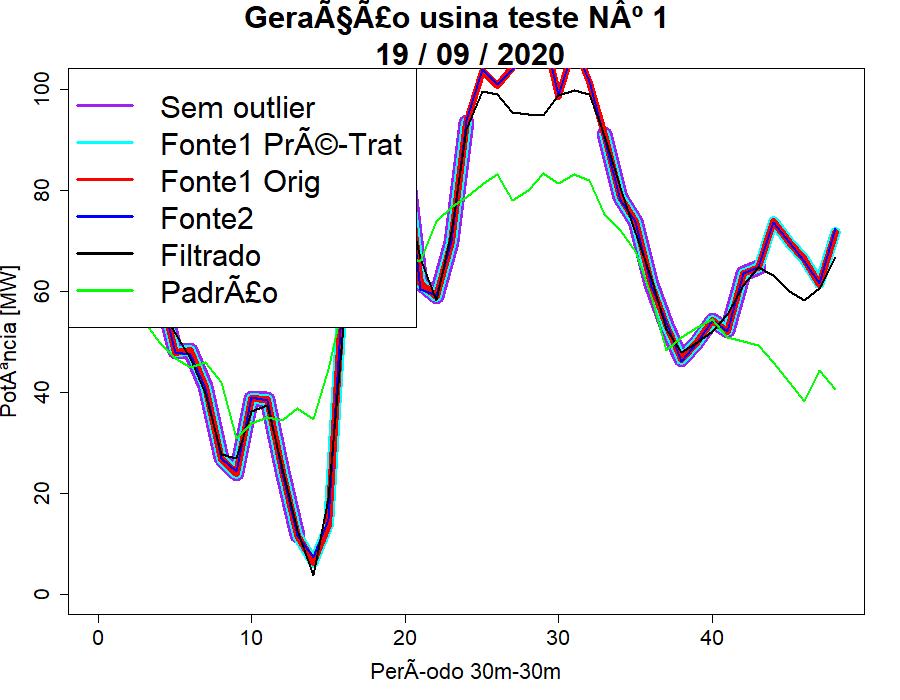 GeraÃ§Ã£o usina teste NÂº 1
19 / 09 / 2020
Sem outlier
Fonte1 PrÃ©-Trat
Fonte1 Orig
Fonte2
Filtrado
PadrÃ£o
PotÃªncia [MW]
100
80
60
40
20
0
0 10 20 30 40
PerÃ­-odo 30m-30m